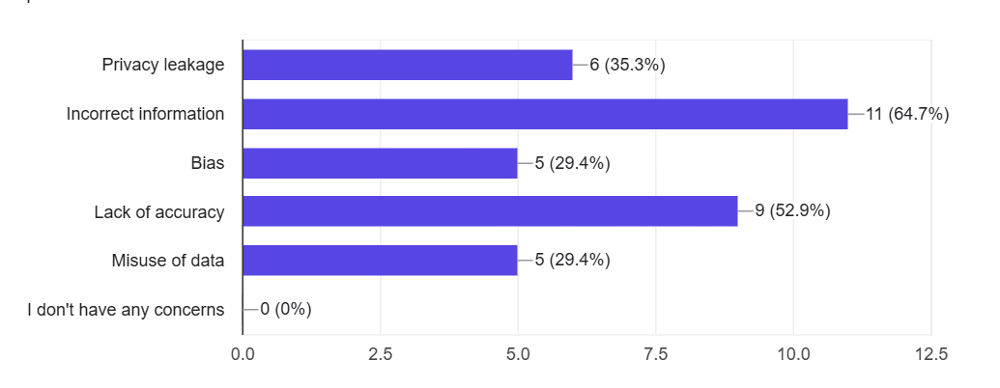 Privacy leakage 6 (35.3%)
Incorrect information 11 (64.7%)
Bias 5 (29.4%)
Lack of accuracy 9 (52.9%)
Misuse of data 5 (29.4%)
I don't have any concerns 0 (0%)
0.0 2.5 5.0 7.5 10.0 12.5